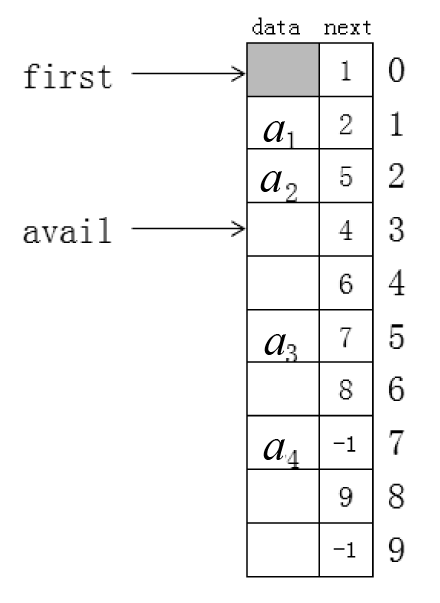 data next
first 1 0
a1 2 1
a2 5 2
avail 4 3
6 4
a3 7 5
8 6
a4 -1 7
9 8
-1 9